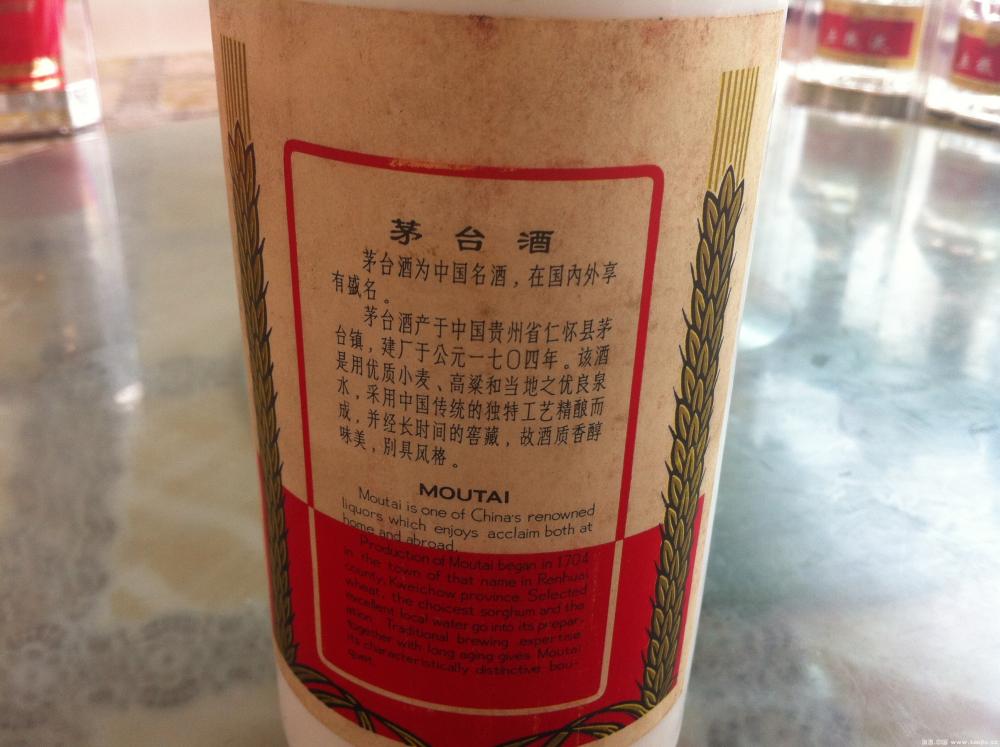 茅台酒
茅台酒为中国名酒，在国内外享
有盛名。
茅台酒产于中国贵州省仁怀县茅
台镇，建厂于公元一七〇四年。该酒
是用优质小麦、高粱和当地之优良泉
水，采用中国传统的独特工艺精酿而
成，并经长时间的窖藏，故酒质香醇
味美，别具风格。
MOUTAI
Moutai is one of China's renowned
liquors which enjoys acclaim both at
home and abroad.
Production of Moutai began in 1704
in the town of that name in Renhuai
county, Kweichow province. Selected
wheat, the choicest sorghum and the
excellent local water go into its prepar-
ation. Traditional brewing expertise
together with long aging gives Moutai
its characteristically distinctive bou-
quet.